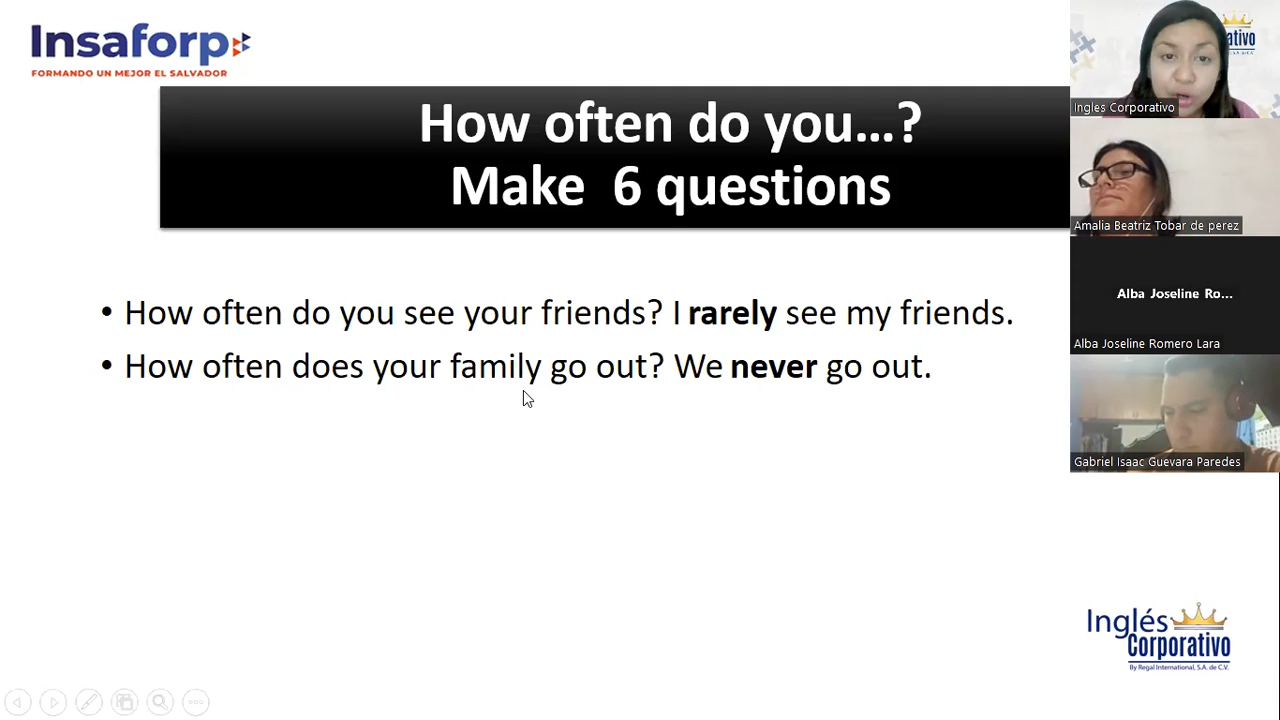 Insaforp
FORMANDO UN MEJOR EL SALVADOR
How often do you...?
Make 6 questions
• How often do you see your friends? I rarely see my friends.
• How often does your family go out? We never go out.
Ingles Corporativo
Amalia Beatriz Tobar de perez
Alba Joseline Ro...
Alba Joseline Romero Lara
Gabriel Isaac Guevara Paredes
Inglés
Corporativo
By Regal International, S.A. de C.V.